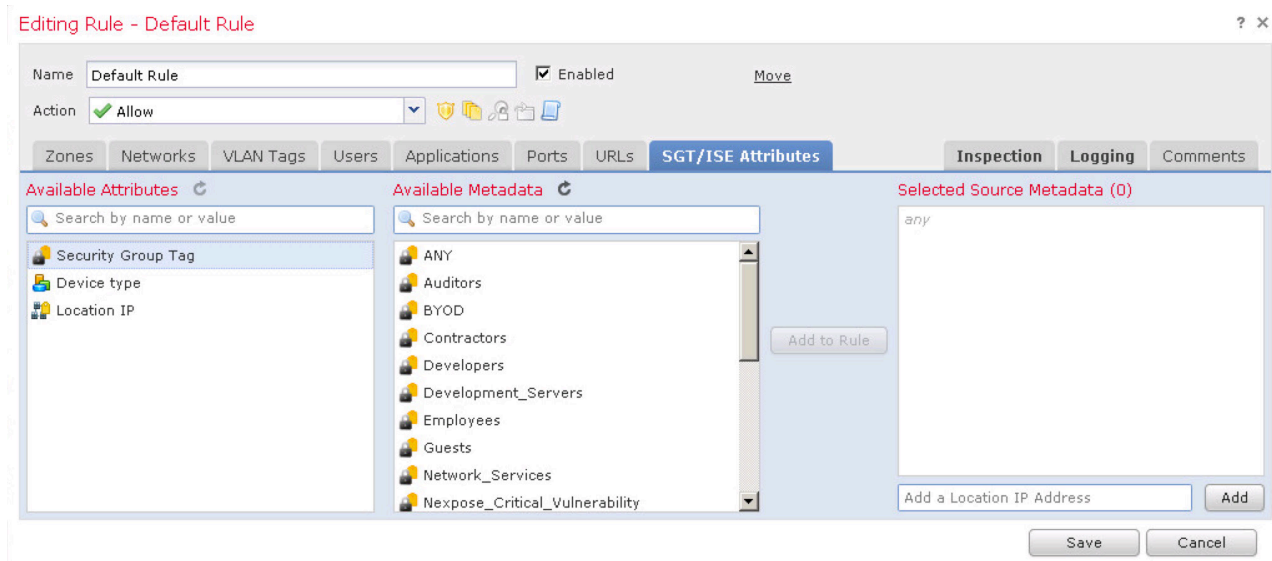 Editing Rule - Default Rule ? ×
Name Default Rule Enabled Move
Action Allow
Zones Networks VLAN Tags Users Applications Ports URLs SGT/ISE Attributes Inspection Logging Comments
Available Attributes
Search by name or value
Security Group Tag
Device type
Location IP
Available Metadata
Search by name or value
ANY
Auditors
BYOD
Contractors
Developers
Development_Servers
Employees
Guests
Network_Services
Nexpose_Critical_Vulnerability
Add to Rule
Selected Source Metadata (0)
any
Add a Location IP Address Add
Save Cancel